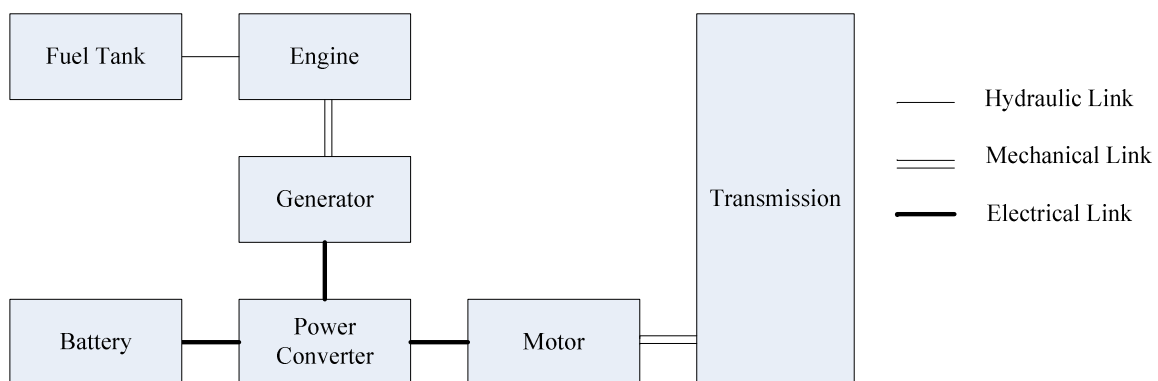 Fuel Tank
Engine
Hydraulic Link
Mechanical Link
Generator
Transmission
Electrical Link
Battery
Power
Converter
Motor